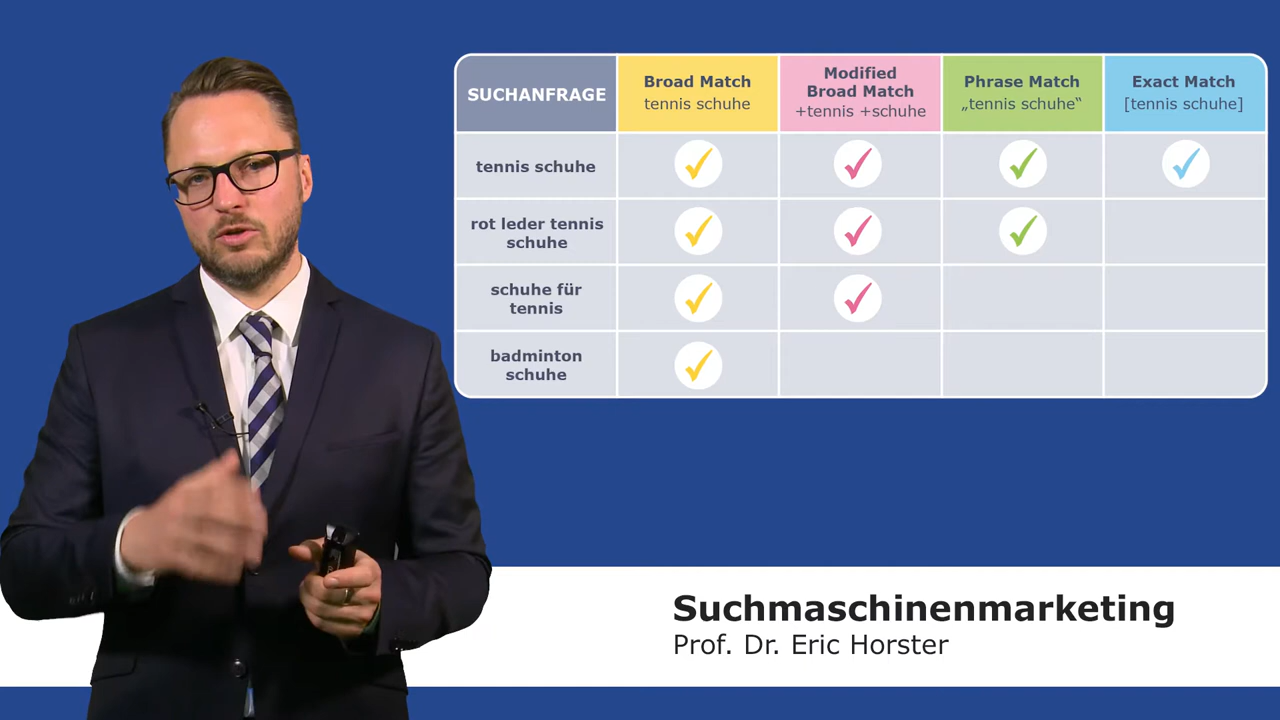 SUCHANFRAGE
Broad Match
tennis schuhe
Modified
Broad Match
+tennis +schuhe
Phrase Match
„tennis schuhe“
Exact Match
[tennis schuhe]
tennis schuhe
rot leder tennis
schuhe
schuhe für
tennis
badminton
schuhe
Suchmaschinenmarketing
Prof. Dr. Eric Horster